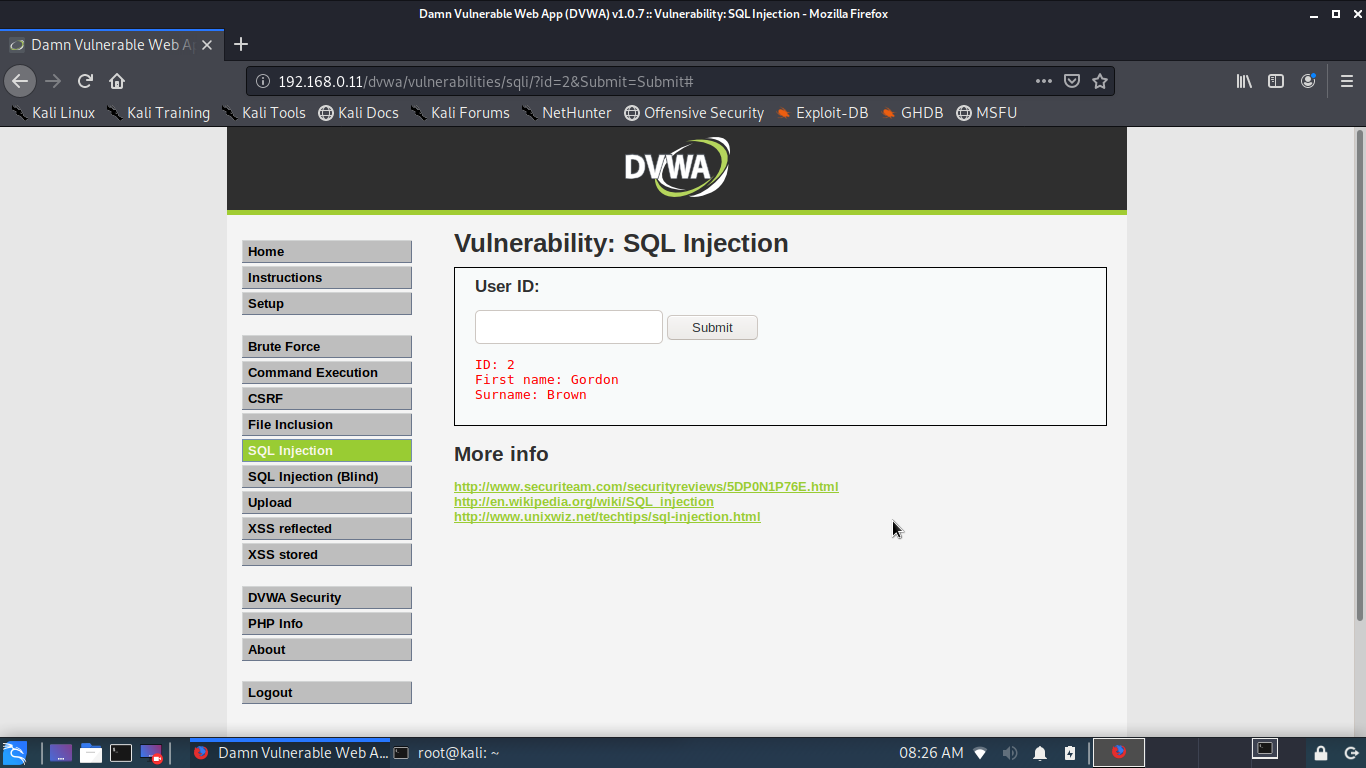 Damn Vulnerable Web App (DVWA) v1.0.7 :: Vulnerability: SQL Injection - Mozilla Firefox
Damn Vulnerable Web A
192.168.0.11/dvwa/vulnerabilities/sqli/?id=2&Submit=Submit#
Kali Linux Kali Training Kali Tools Kali Docs Kali Forums NetHunter Offensive Security Exploit-DB GHDB MSFU
DVWA
Home
Instructions
Setup
Brute Force
Command Execution
CSRF
File Inclusion
SQL Injection
SQL Injection (Blind)
Upload
XSS reflected
XSS stored
DVWA Security
PHP Info
About
Logout
Vulnerability: SQL Injection
User ID:
Submit
ID: 2
First name: Gordon
Surname: Brown
More info
http://www.securiteam.com/securityreviews/5DP0N1P76E.html
http://en.wikipedia.org/wiki/SQL_injection
http://www.unixwiz.net/techtips/sql-injection.html
Damn Vulnerable Web A... root@kali: ~ 08:26 AM